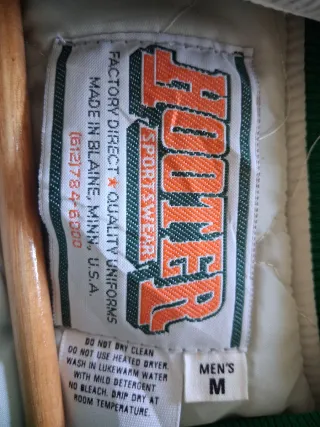 HOOTER
SPORTSWEAR
FACTORY DIRECT ★ QUALITY UNIFORMS
MADE IN BLAINE, MINN., U.S.A.
(612)784-6000
DO NOT DRY CLEAN
DO NOT USE HEATED DRYER.
WASH IN LUKEWARM WATER
WITH MILD DETERGENT
NO BLEACH. DRIP DRY AT
ROOM TEMPERATURE.
MEN'S
M